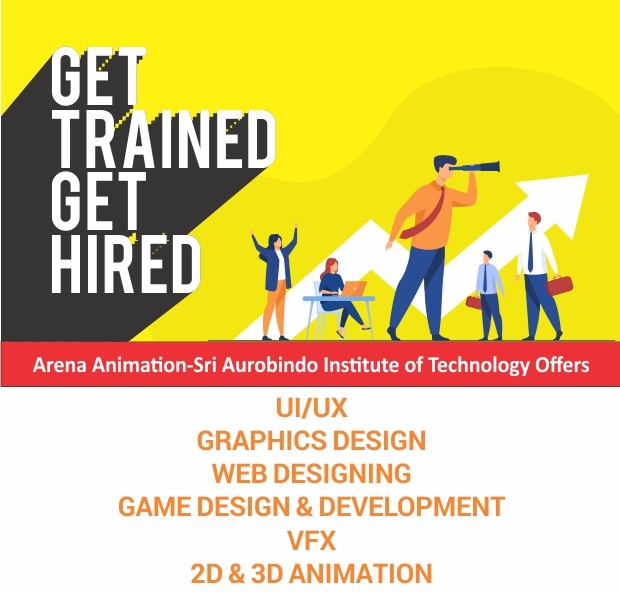 GET
TRAINED
GET
HIRED
Arena Animation-Sri Aurobindo Institute of Technology Offers
UI/UX
GRAPHICS DESIGN
WEB DESIGNING
GAME DESIGN & DEVELOPMENT
VFX
2D & 3D ANIMATION